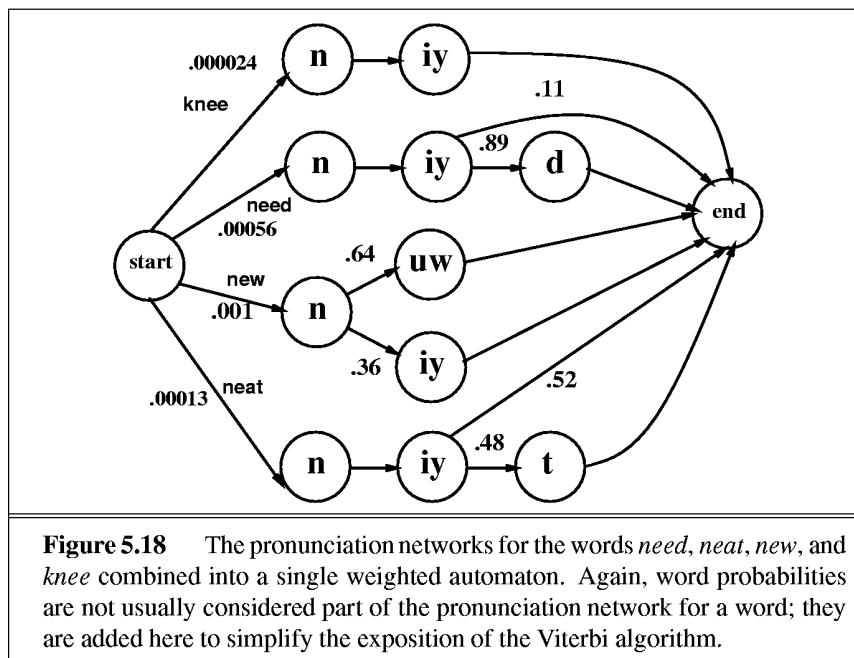 .000024
n
iy
knee
.11
n
iy
.89
d
need
.00056
end
start
new
.64
uw
.001
n
.36
iy
.52
.00013
neat
n
iy
.48
t
Figure 5.18 The pronunciation networks for the words need, neat, new, and
knee combined into a single weighted automaton. Again, word probabilities
are not usually considered part of the pronunciation network for a word; they
are added here to simplify the exposition of the Viterbi algorithm.